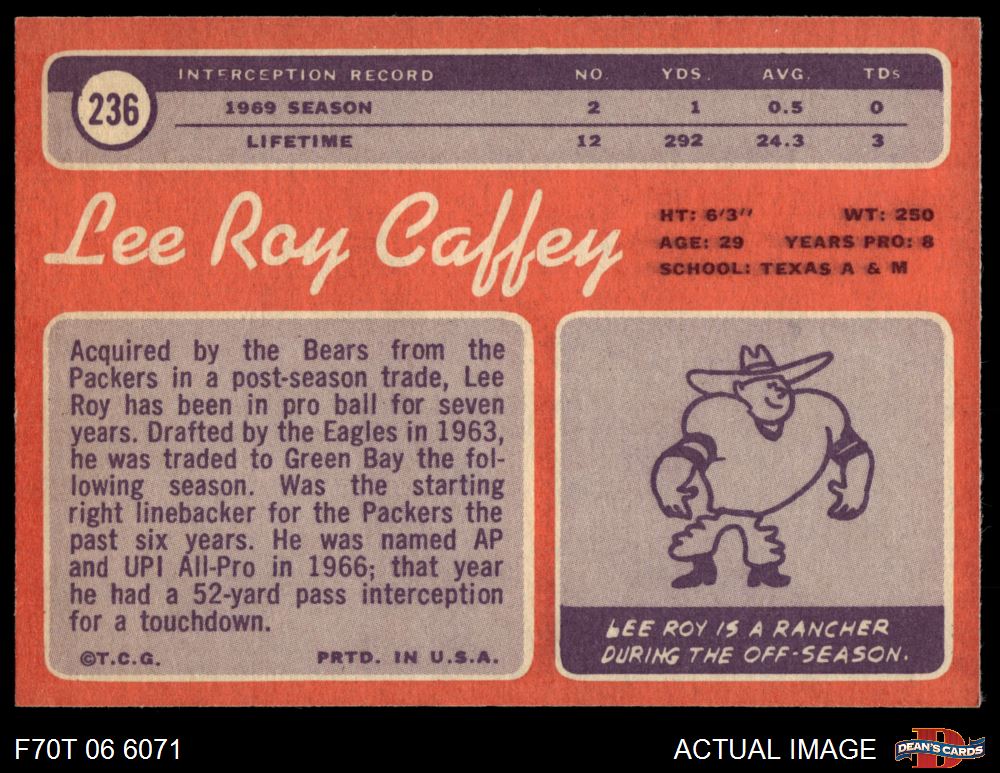 236
INTERCEPTION RECORD NO. YDS. AVG. TDs
1969 SEASON 2 1 0.5 0
LIFETIME 12 292 24.3 3
Lee Roy Caffey
HT: 6'3" WT: 250
AGE: 29 YEARS PRO: 8
SCHOOL: TEXAS A & M
Acquired by the Bears from the
Packers in a post-season trade, Lee
Roy has been in pro ball for seven
years. Drafted by the Eagles in 1963,
he was traded to Green Bay the fol-
lowing season. Was the starting
right linebacker for the Packers the
past six years. He was named AP
and UPI All-Pro in 1966; that year
he had a 52-yard pass interception
for a touchdown.
©T.C.G. PRTD. IN U.S.A.
LEE ROY IS A RANCHER
DURING THE OFF-SEASON.
F70T 06 6071 ACTUAL IMAGE D DEAN'S CARDS